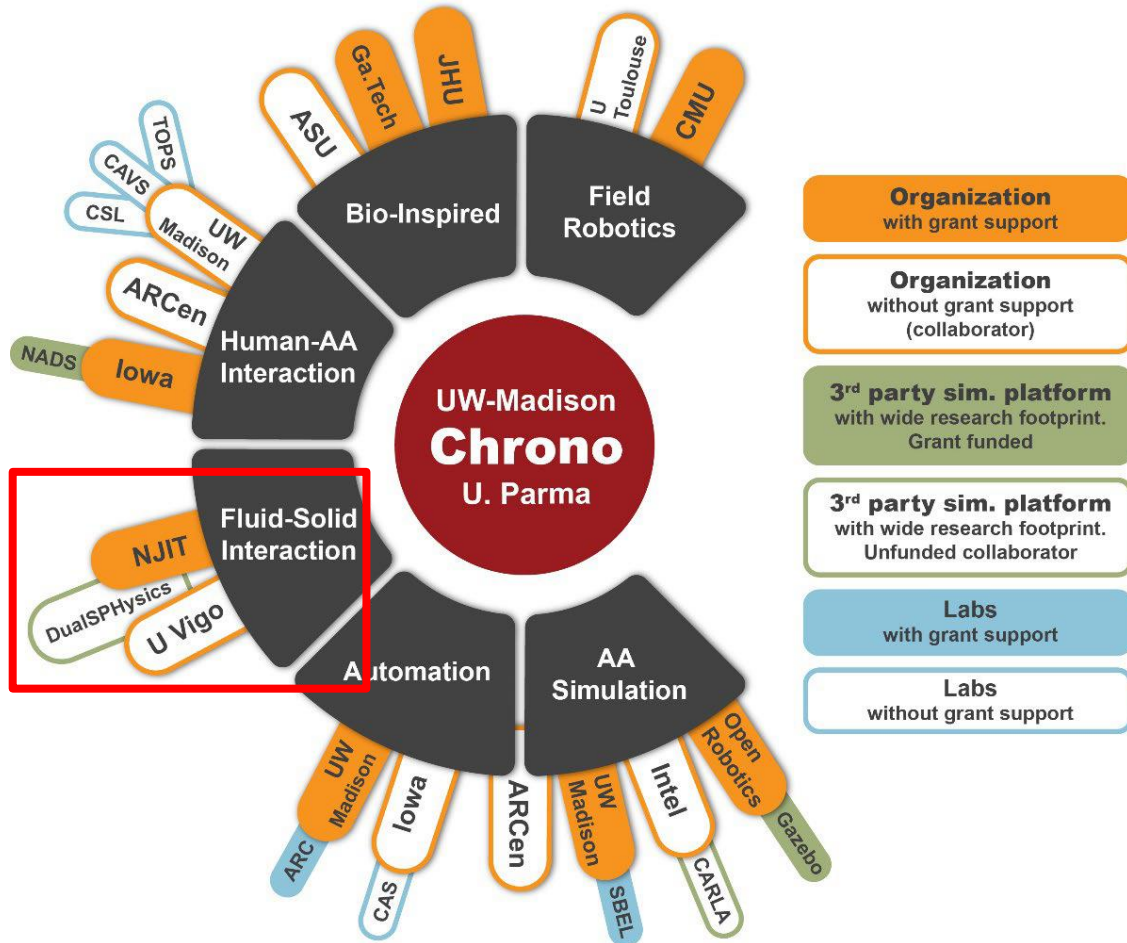 JHU
Ga.Tech
ASU
U
Toulouse
CMU
Bio-Inspired
Field
Robotics
TOPS
CAVS
CSL
UW
Madison
ARCen
NADS
Iowa
Human-AA
Interaction
UW-Madison
Chrono
U. Parma
Fluid-Solid
Interaction
NJIT
DualSPHysics
U Vigo
Automation
AA
Simulation
UW
Madison
ARC
Iowa
CAS
ARCen
UW
Madison
SBEL
Intel
CARLA
Open
Robotics
Gazebo
Organization
with grant support
Organization
without grant support
(collaborator)
3rd party sim. platform
with wide research footprint.
Grant funded
3rd party sim. platform
with wide research footprint.
Unfunded collaborator
Labs
with grant support
Labs
without grant support